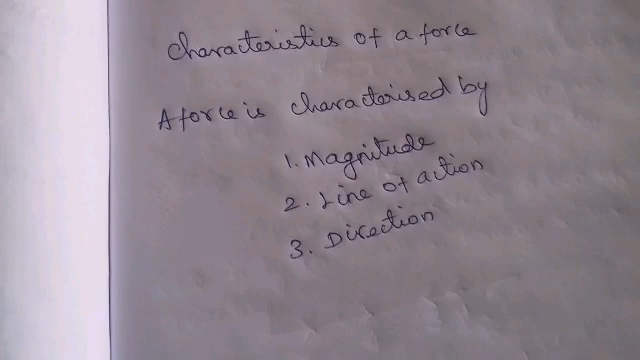 Characteristics of a force
A force is characterised by
1. Magnitude
2. Line of action
3. Direction